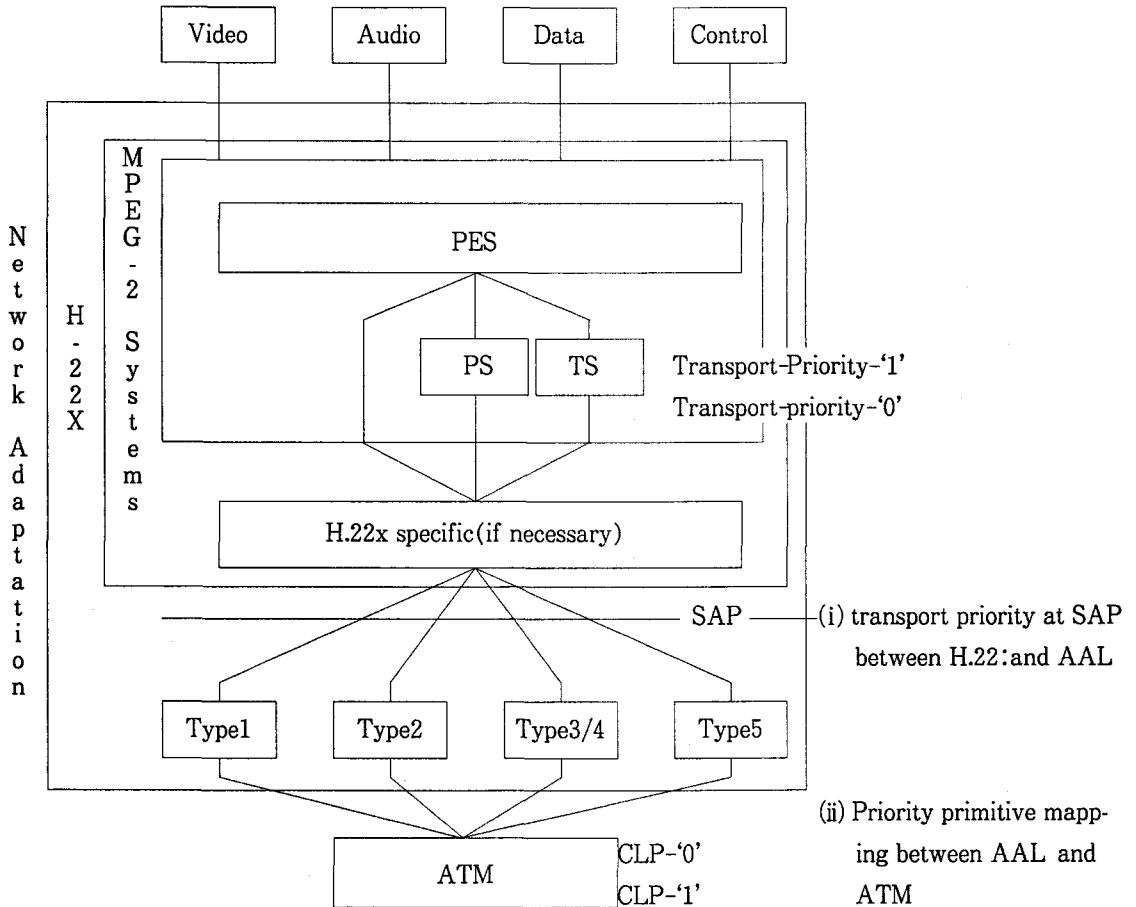 Video
Audio
Data
Control
Network Adaptation
H-22X
MPEG-2 Systems
PES
PS
TS
Transport-Priority-‘1’
Transport-priority-‘0’
H.22x specific(if necessary)
SAP
(i) transport priority at SAP
between H.22:and AAL
Type1
Type2
Type3/4
Type5
(ii) Priority primitive mapp-
ing between AAL and
ATM
ATM
CLP-‘0’
CLP-‘1’